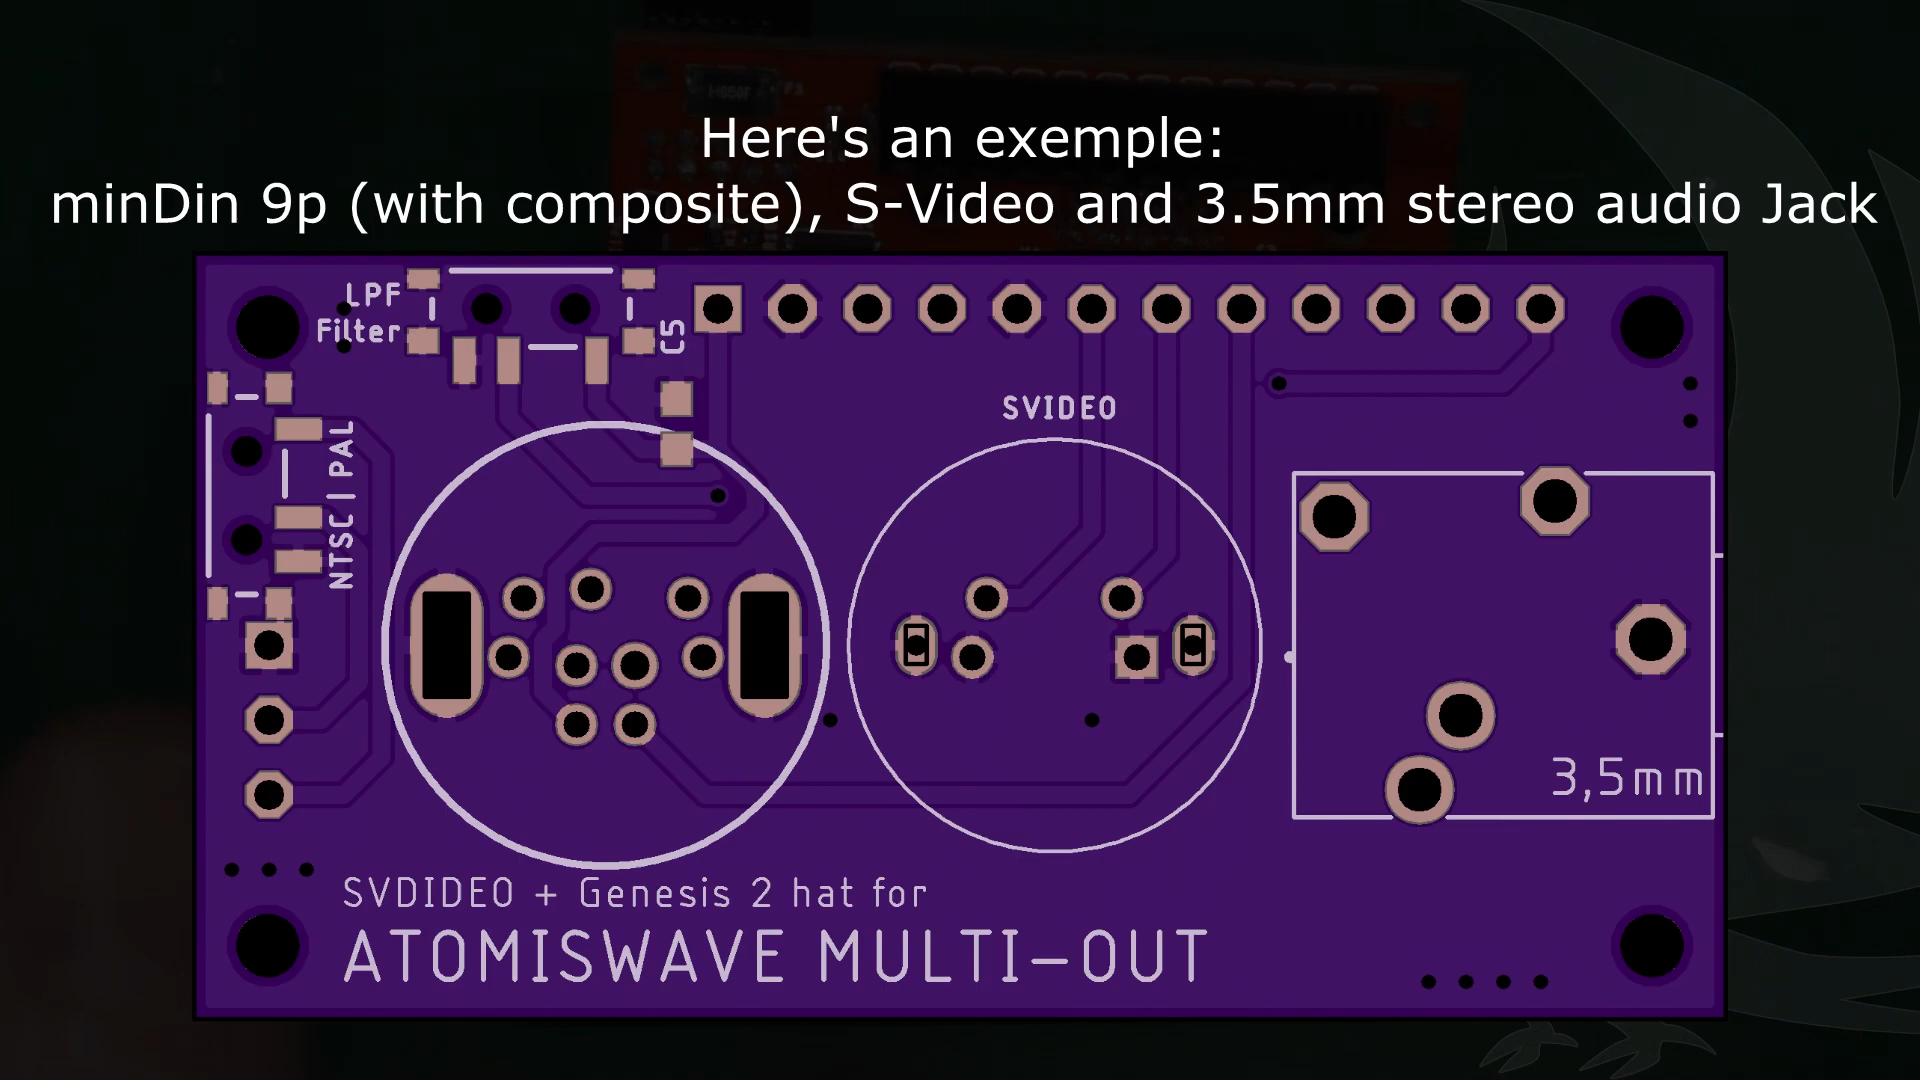 Here's an exemple:
minDin 9p (with composite), S-Video and 3.5mm stereo audio Jack
LPF
Filter
C5
SVIDEO
NTSC | PAL
3,5mm
SVDIDEO + Genesis 2 hat for
ATOMISWAVE MULTI-OUT